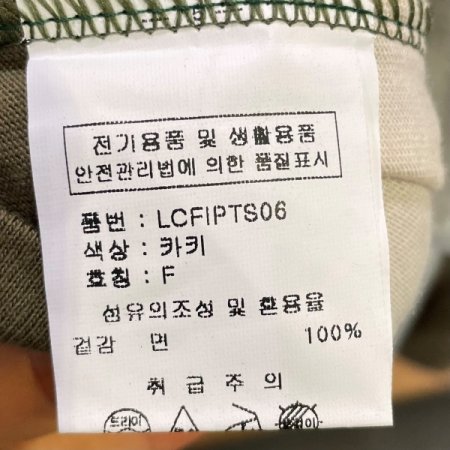 전기용품 및 생활용품
안전관리법에 의한 품질표시
품번 : LCFIPTS06
색상 : 카키
호칭 : F
섬유의조성 및 혼용율
겉감 면 100%
취급주의
드라이